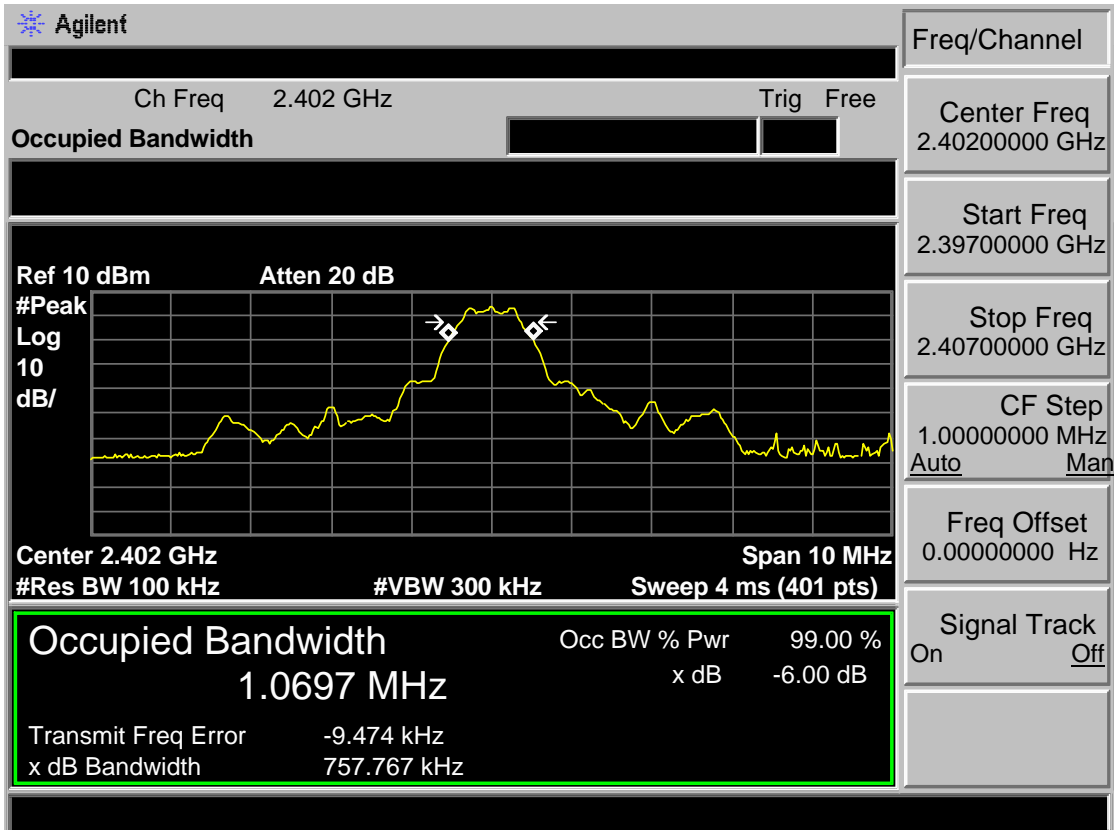 Agilent
Freq/Channel
Ch Freq 2.402 GHz Trig Free
Occupied Bandwidth
Center Freq
2.40200000 GHz
Start Freq
2.39700000 GHz
Stop Freq
2.40700000 GHz
CF Step
1.00000000 MHz
Auto Man
Freq Offset
0.00000000 Hz
Signal Track
On Off
Ref 10 dBm Atten 20 dB
#Peak
Log
10
dB/
Center 2.402 GHz Span 10 MHz
#Res BW 100 kHz #VBW 300 kHz Sweep 4 ms (401 pts)
Occupied Bandwidth
1.0697 MHz
Occ BW % Pwr 99.00 %
x dB -6.00 dB
Transmit Freq Error -9.474 kHz
x dB Bandwidth 757.767 kHz